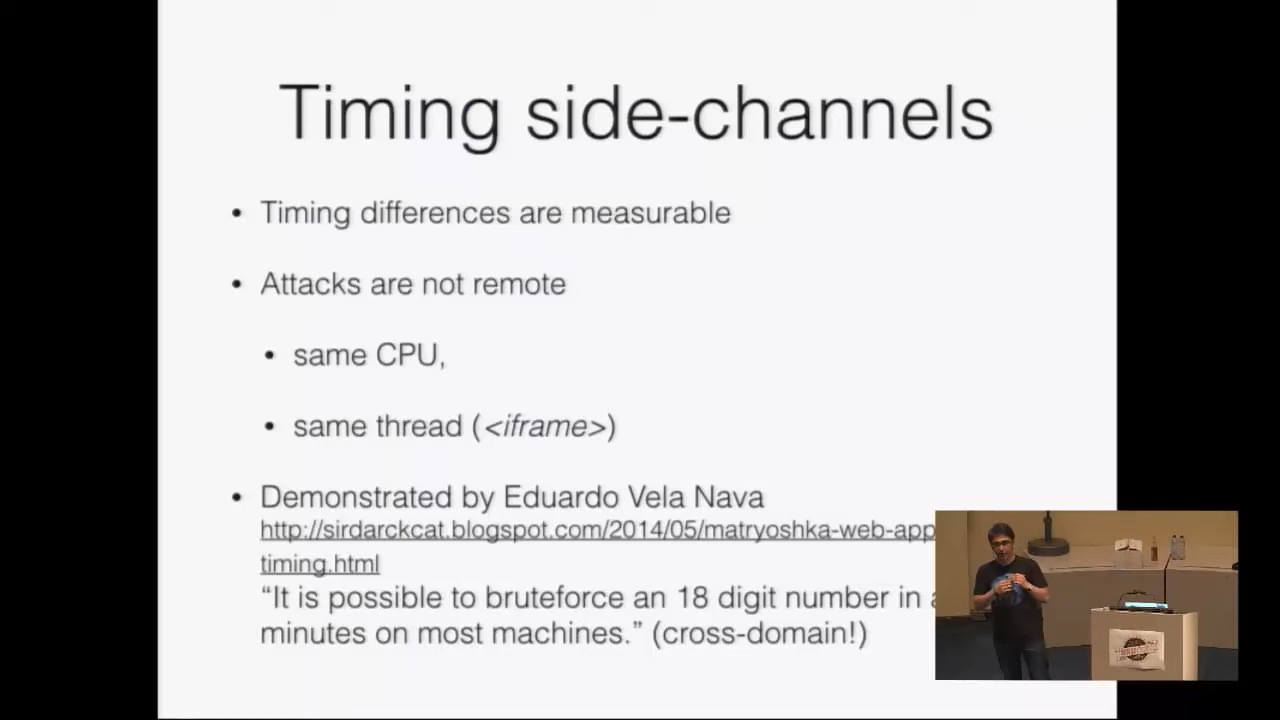 Timing side-channels
• Timing differences are measurable
• Attacks are not remote
• same CPU,
• same thread (<iframe>)
• Demonstrated by Eduardo Vela Nava
http://sirdarckcat.blogspot.com/2014/05/matryoshka-web-app
timing.html
“It is possible to bruteforce an 18 digit number in
minutes on most machines.” (cross-domain!)